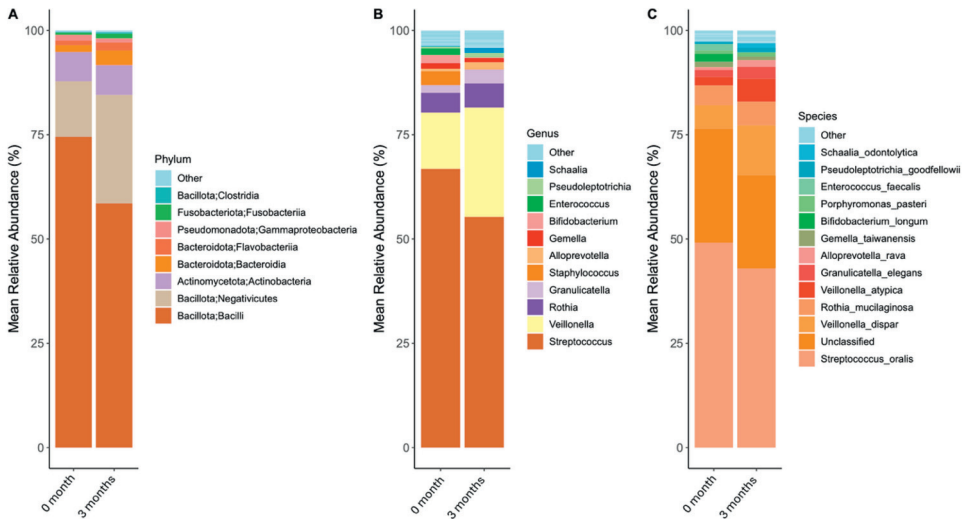 A
Mean Relative Abundance (%)
100
75
50
25
0
0 month
3 months
Phylum
Other
Bacillota;Clostridia
Fusobacteriota;Fusobacteriia
Pseudomonadota;Gammaproteobacteria
Bacteroidota;Flavobacteriia
Bacteroidota;Bacteroidia
Actinomycetota;Actinobacteria
Bacillota;Negativicutes
Bacillota;Bacilli
B
Mean Relative Abundance (%)
100
75
50
25
0
0 month
3 months
Genus
Other
Schaalia
Pseudoleptotrichia
Enterococcus
Bifidobacterium
Gemella
Alloprevotella
Staphylococcus
Granulicatella
Rothia
Veillonella
Streptococcus
C
Mean Relative Abundance (%)
100
75
50
25
0
0 month
3 months
Species
Other
Schaalia_odontolytica
Pseudoleptotrichia_goodfellowii
Enterococcus_faecalis
Porphyromonas_pasteri
Bifidobacterium_longum
Gemella_taiwanensis
Alloprevotella_rava
Granulicatella_elegans
Veillonella_atypica
Rothia_mucilaginosa
Veillonella_dispar
Unclassified
Streptococcus_oralis